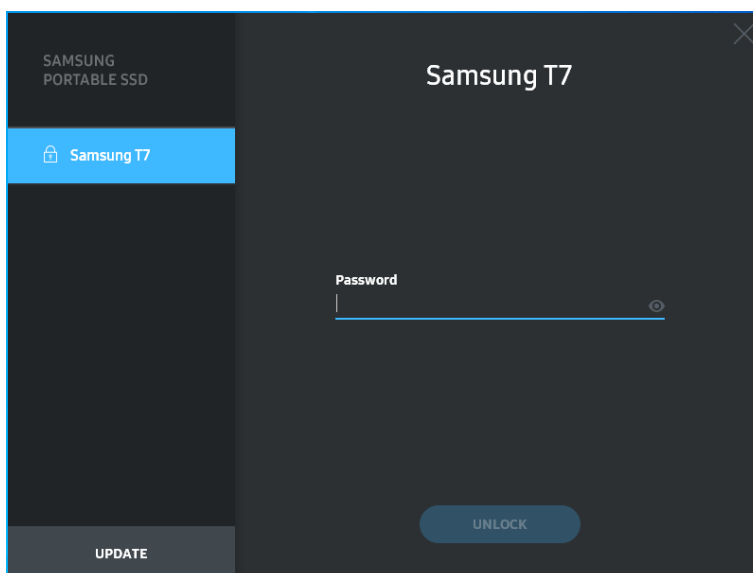 SAMSUNG
PORTABLE SSD
Samsung T7
Samsung T7
Password
UNLOCK
UPDATE